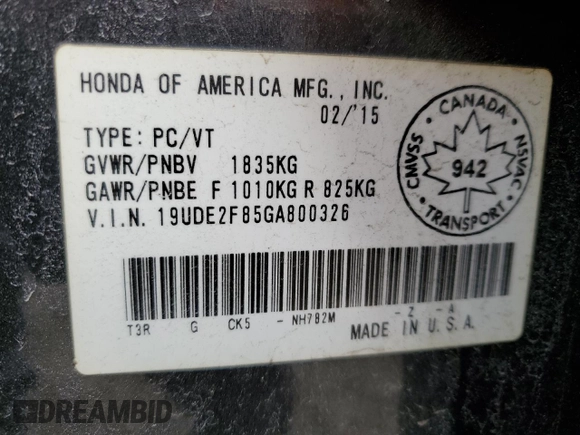 HONDA OF AMERICA MFG., INC.
02/'15
TYPE: PC/VT
GVWR/PNBV 1835KG
GAWR/PNBE F 1010KG R 825KG
V.I.N. 19UDE2F85GA800326
CANADA
CMVSS 942 NSVAC
TRANSPORT
T3R G CK5 - NH782M - Z - A
MADE IN U.S.A.
DREAMBID